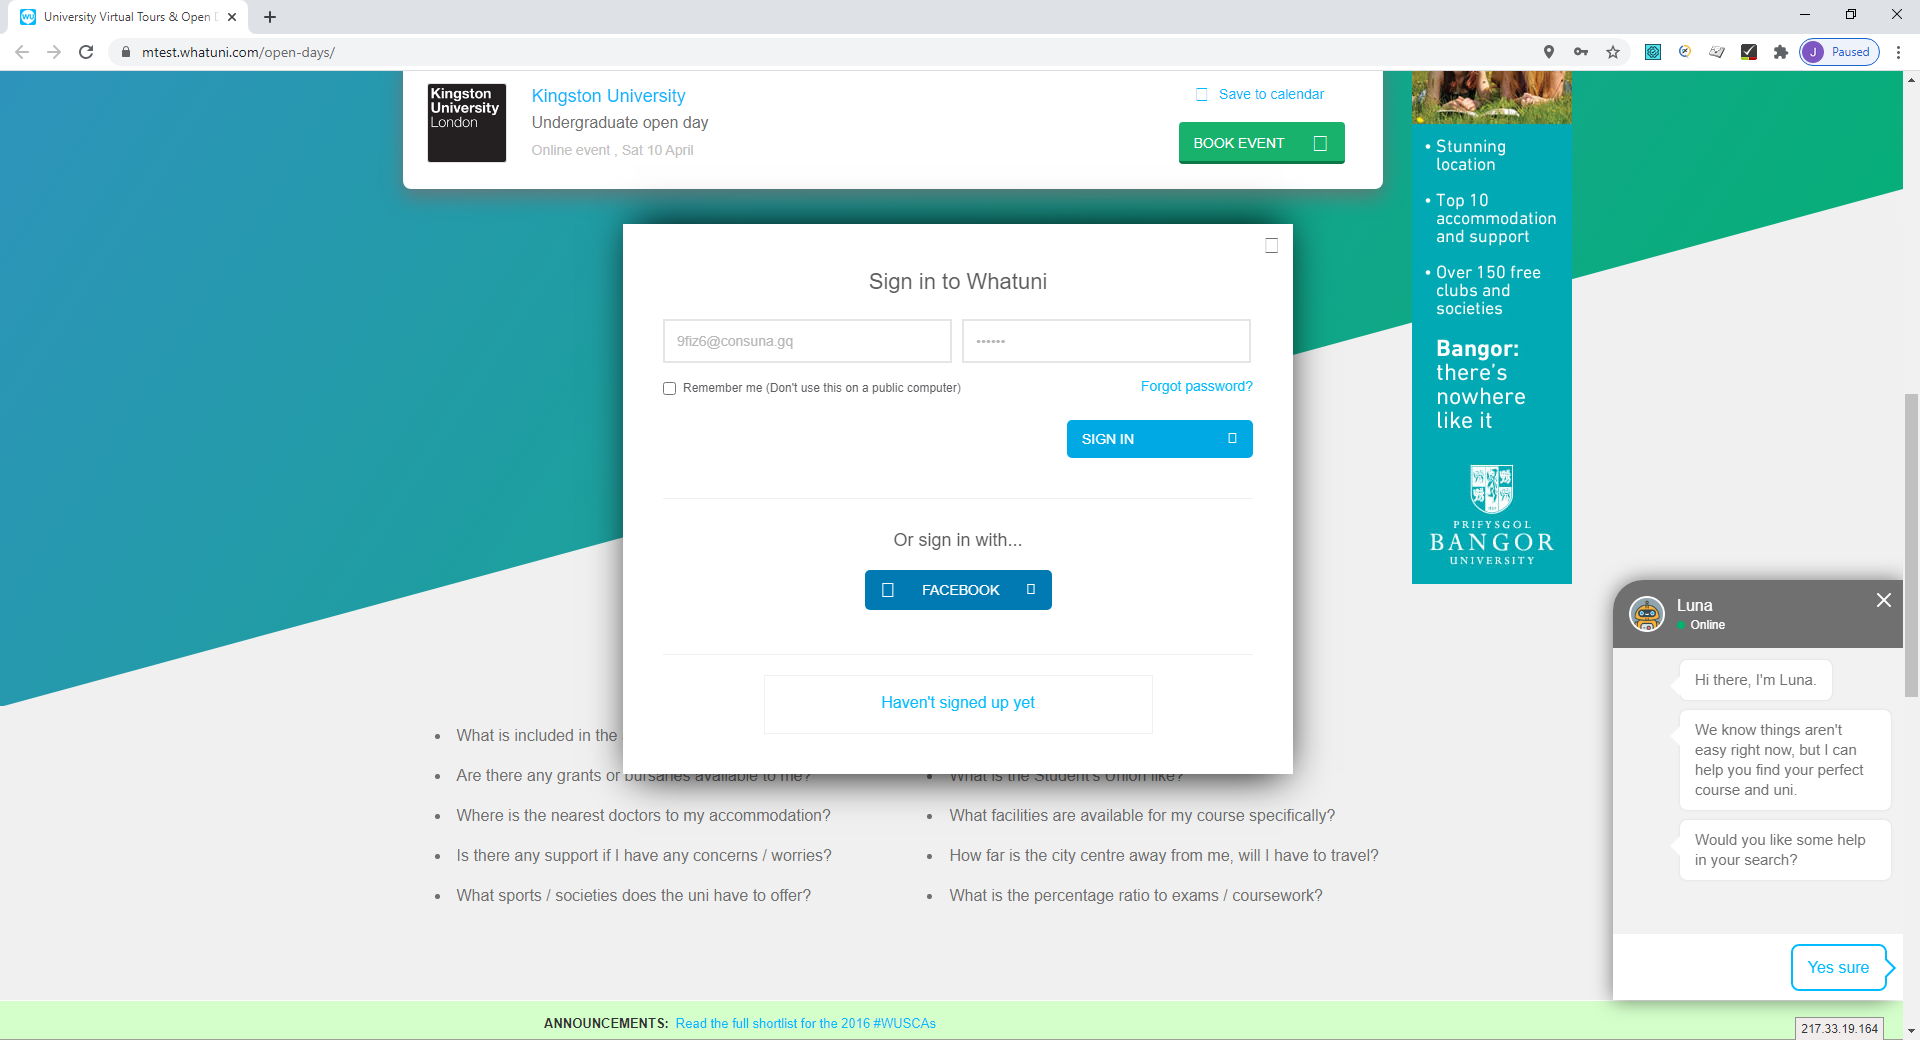 University Virtual Tours & Open D
mtest.whatuni.com/open-days/
J Paused
Kingston
University
London
Kingston University
Undergraduate open day
Online event , Sat 10 April
Save to calendar
BOOK EVENT
• Stunning
location
• Top 10
accommodation
and support
• Over 150 free
clubs and
societies
Bangor:
there's
nowhere
like it
PRIFYSGOL
BANGOR
UNIVERSITY
Sign in to Whatuni
9fiz6@consuna.gq
••••••
Remember me (Don't use this on a public computer)
Forgot password?
SIGN IN
Or sign in with...
FACEBOOK
Haven't signed up yet
• What is included in the
• Are there any grants or bursaries available to me?
• Where is the nearest doctors to my accommodation?
• Is there any support if I have any concerns / worries?
• What sports / societies does the uni have to offer?
• What is the Student's Union like?
• What facilities are available for my course specifically?
• How far is the city centre away from me, will I have to travel?
• What is the percentage ratio to exams / coursework?
Luna
Online
Hi there, I'm Luna.
We know things aren't
easy right now, but I can
help you find your perfect
course and uni.
Would you like some help
in your search?
Yes sure
ANNOUNCEMENTS: Read the full shortlist for the 2016 #WUSCAs
217.33.19.164